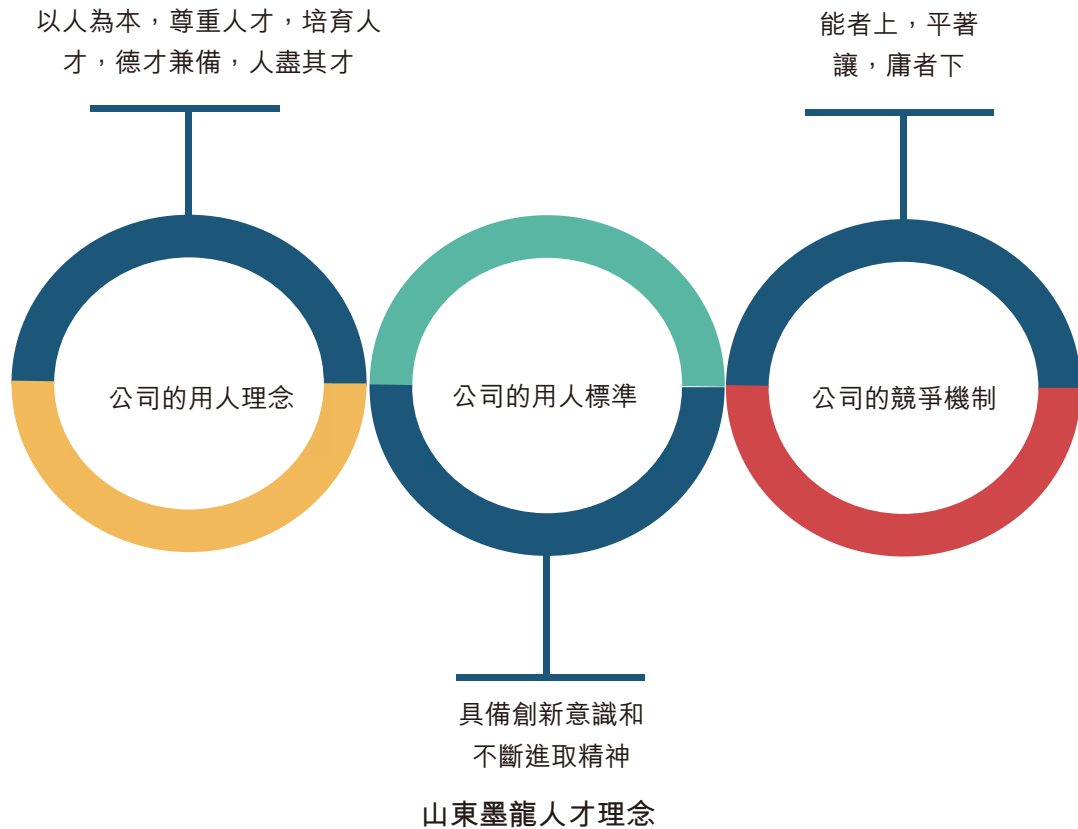 以人為本，尊重人才，培育人
才，德才兼備，人盡其才
能者上，平著
讓，庸者下
公司的用人理念
公司的用人標準
公司的競爭機制
具備創新意識和
不斷進取精神
山東墨龍人才理念